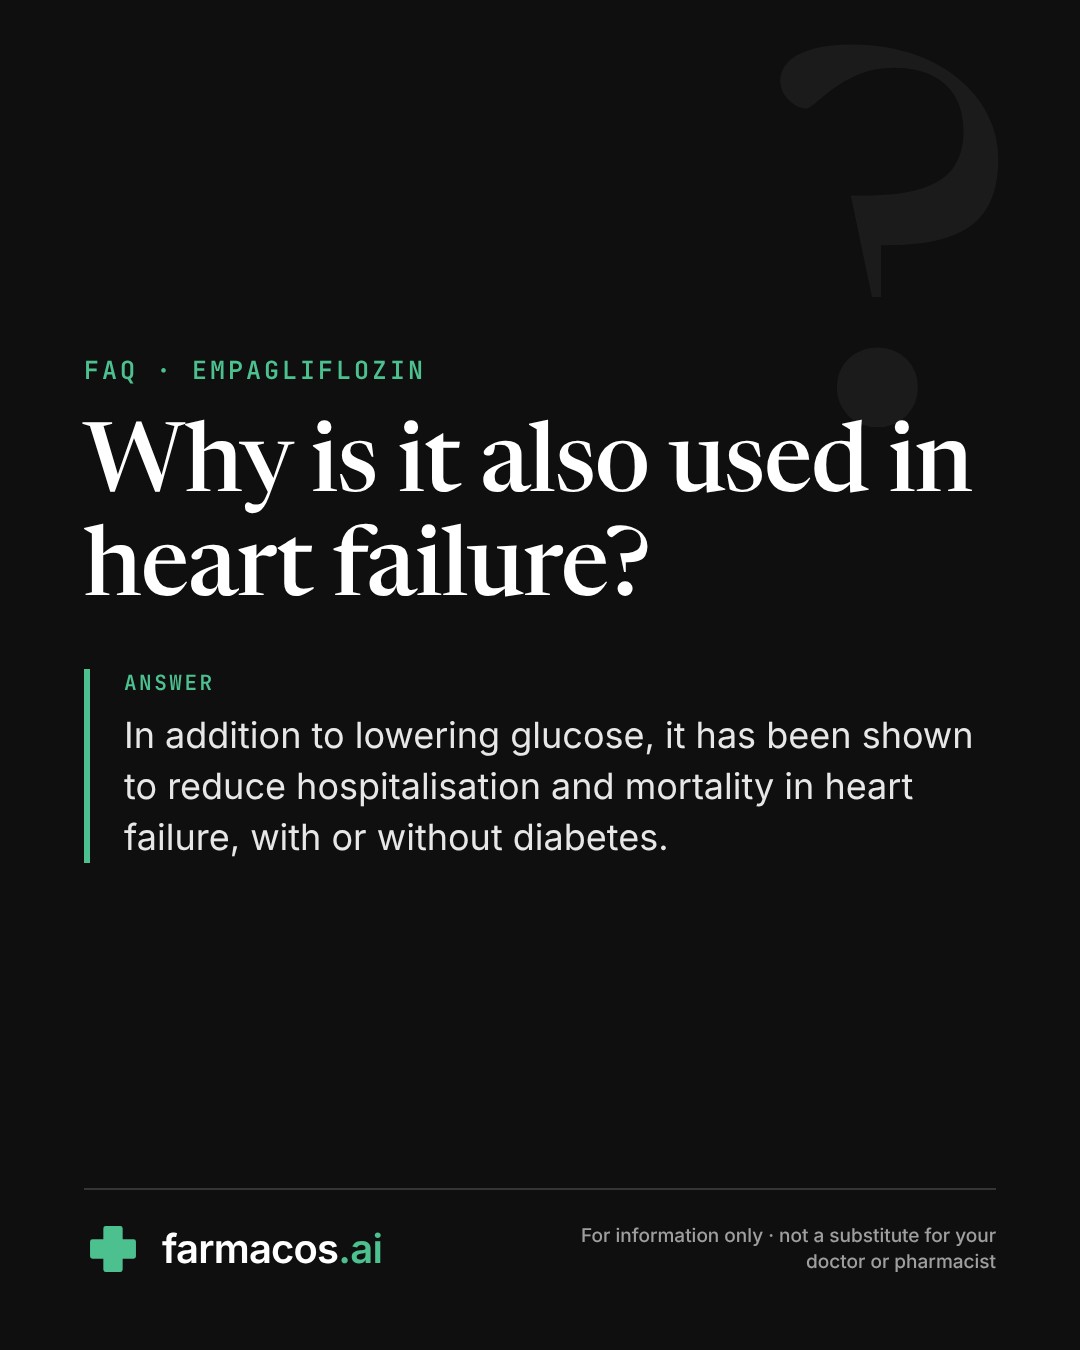 FAQ · EMPAGLIFLOZIN
Why is it also used in
heart failure?
ANSWER
In addition to lowering glucose, it has been shown
to reduce hospitalisation and mortality in heart
failure, with or without diabetes.
farmacos.ai
For information only · not a substitute for your
doctor or pharmacist